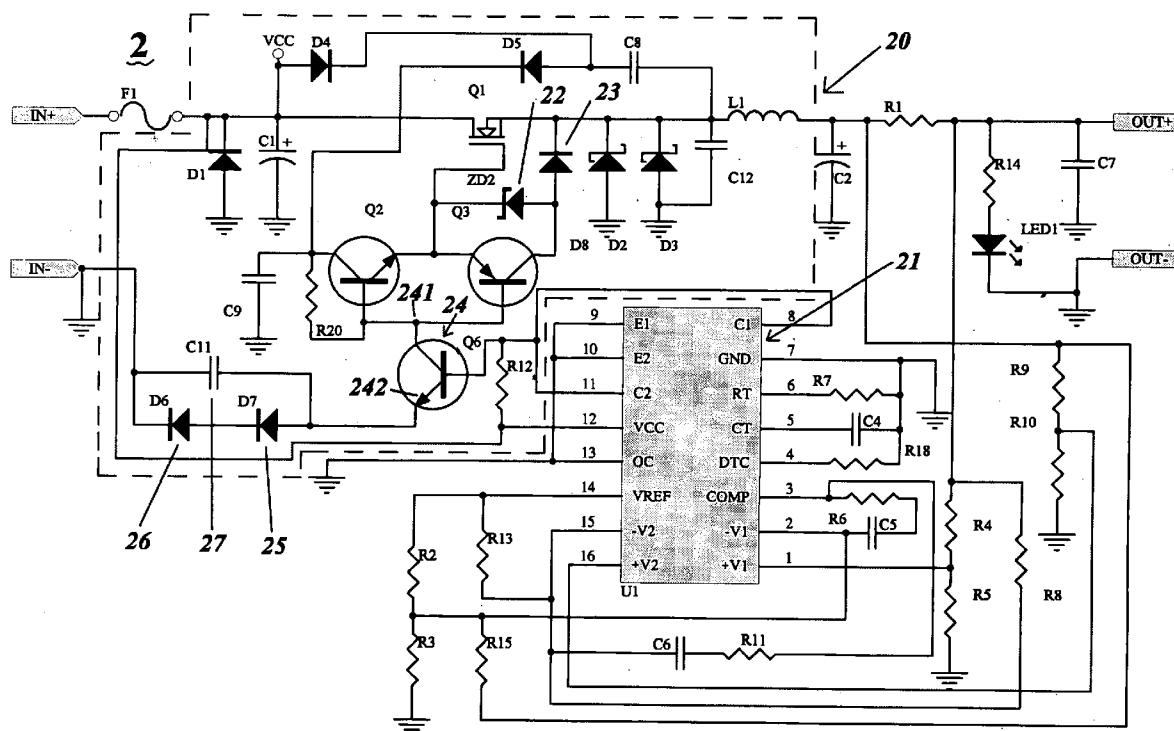 2
VCC
D4
D5
C8
20
F1
Q1
22
23
L1
R1
IN+
OUT+
C1
+
D1
ZD2
C12
+
C2
R14
C7
Q2
Q3
LED1
IN-
D8
D2
D3
OUT-
21
C9
241
24
R20
9
E1
C1
8
C11
Q6
R12
10
E2
GND
7
R9
242
11
C2
RT
6
R7
D6
D7
12
VCC
CT
5
C4
R10
13
OC
DTC
4
R18
14
VREF
COMP
3
26
27
25
R13
15
-V2
-V1
2
R6
C5
R4
R2
16
+V2
+V1
1
U1
R5
R8
R3
R15
C6
R11